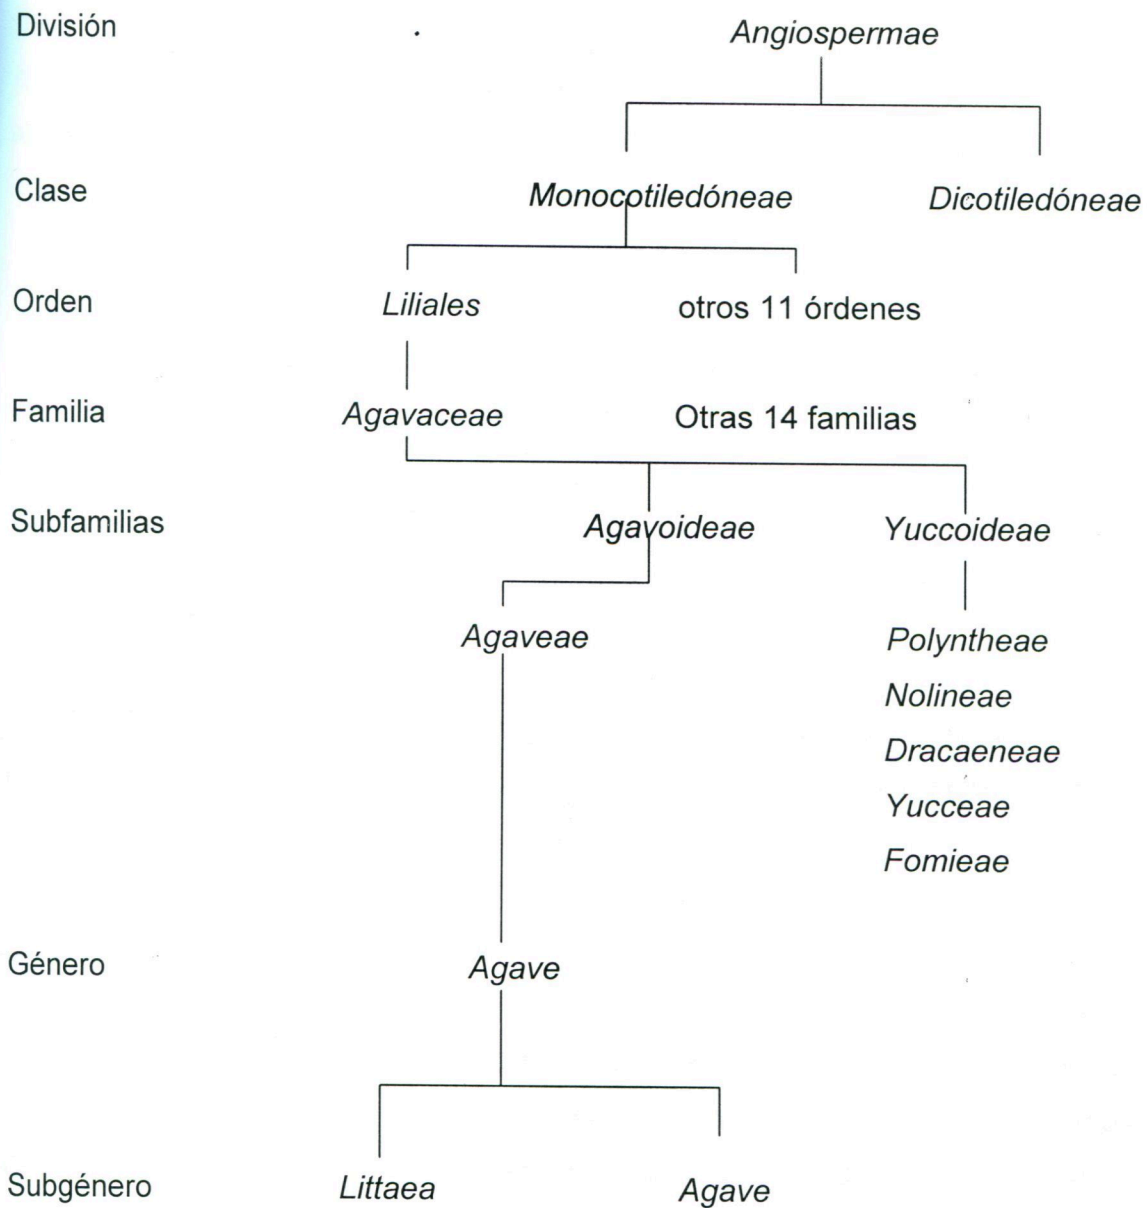 División Angiospermae
Clase Monocotiledóneae Dicotiledóneae
Orden Liliales otros 11 órdenes
Familia Agavaceae Otras 14 familias
Subfamilias Agavoideae Yuccoideae
Agaveae Polyntheae
Nolineae
Dracaeneae
Yucceae
Fomieae
Género Agave
Subgénero Littaea Agave